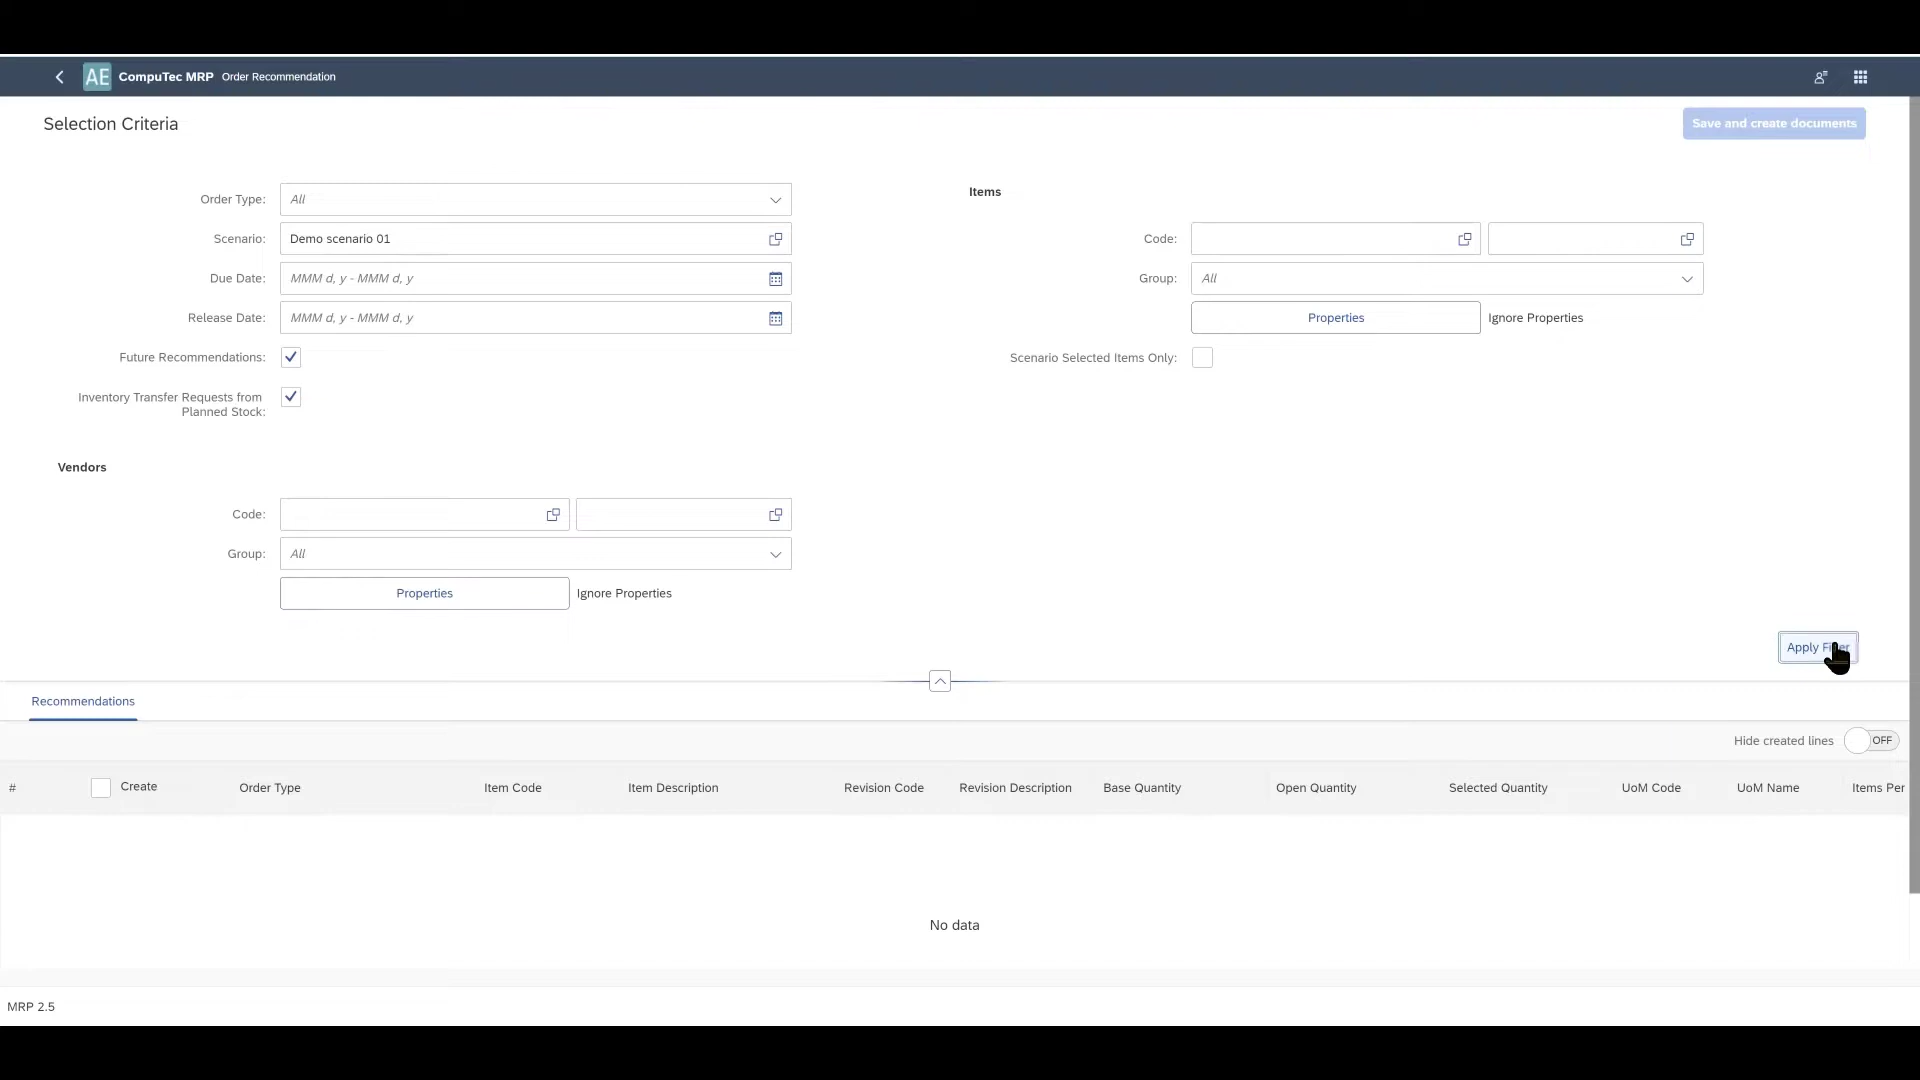 AE CompuTec MRP Order Recommendation
Selection Criteria
Save and create documents
Order Type: All
Scenario: Demo scenario 01
Due Date: MMM d, y - MMM d, y
Release Date: MMM d, y - MMM d, y
Future Recommendations:
Inventory Transfer Requests from
Planned Stock:
Items
Code:
Group: All
Properties Ignore Properties
Scenario Selected Items Only:
Vendors
Code:
Group: All
Properties Ignore Properties
Apply
Recommendations
Hide created lines OFF
# Create Order Type Item Code Item Description Revision Code Revision Description Base Quantity Open Quantity Selected Quantity UoM Code UoM Name Items Per
No data
MRP 2.5